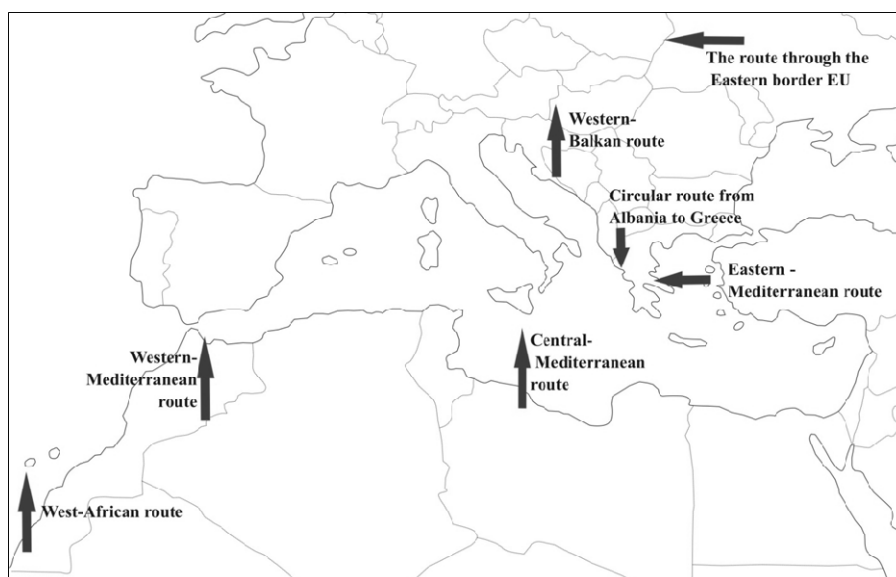 The route through the
Eastern border EU
Western-
Balkan route
Circular route from
Albania to Greece
Eastern -
Mediterranean route
Central-
Mediterranean
route
Western-
Mediterranean
route
West-African route